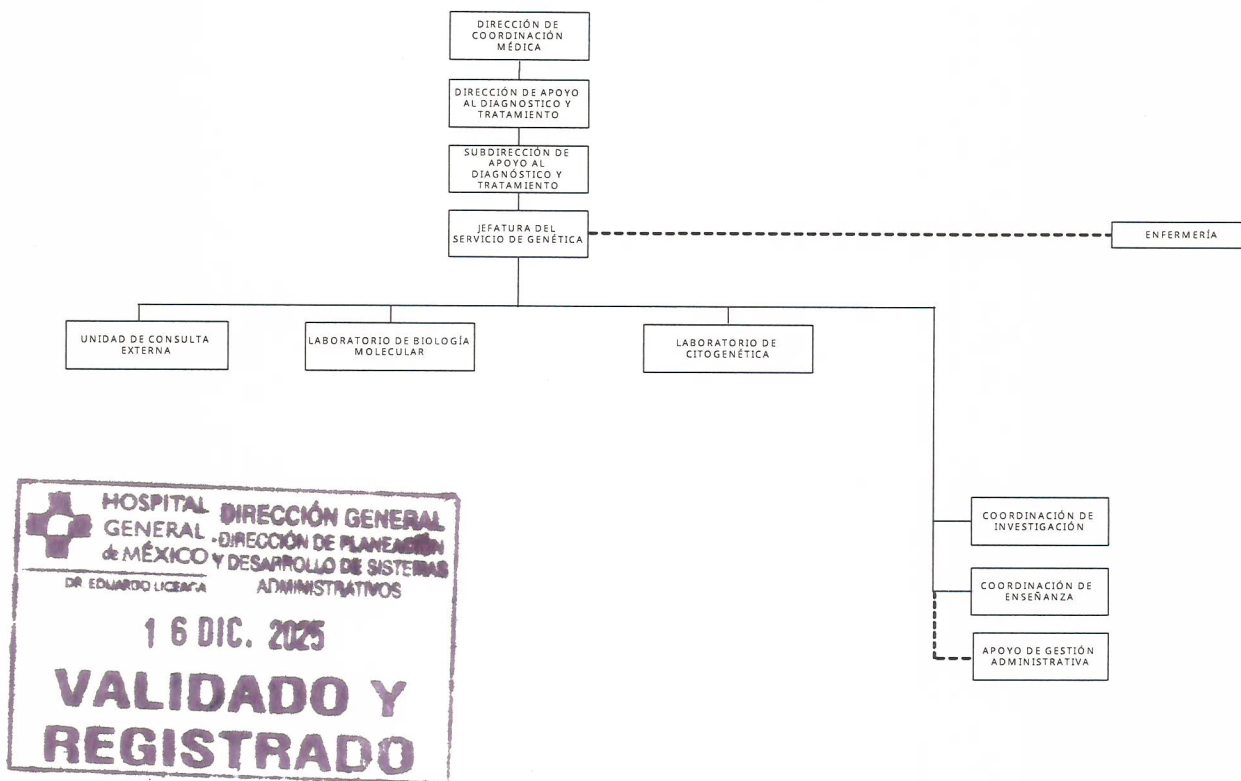 DIRECCIÓN DE
COORDINACIÓN
MÉDICA
DIRECCIÓN DE APOYO
AL DIAGNOSTICO Y
TRATAMIENTO
SUBDIRECCIÓN DE
APOYO AL
DIAGNÓSTICO Y
TRATAMIENTO
JEFATURA DEL
SERVICIO DE GENÉTICA
ENFERMERÍA
UNIDAD DE CONSULTA
EXTERNA
LABORATORIO DE BIOLOGÍA
MOLECULAR
LABORATORIO DE
CITOGENÉTICA
COORDINACIÓN DE
INVESTIGACIÓN
COORDINACIÓN DE
ENSEÑANZA
APOYO DE GESTIÓN
ADMINISTRATIVA
HOSPITAL
GENERAL
de MÉXICO
DR EDUARDO LICEAGA
DIRECCIÓN GENERAL
DIRECCIÓN DE PLANEACIÓN
Y DESARROLLO DE SISTEMAS
ADMINISTRATIVOS
16 DIC. 2025
VALIDADO Y
REGISTRADO